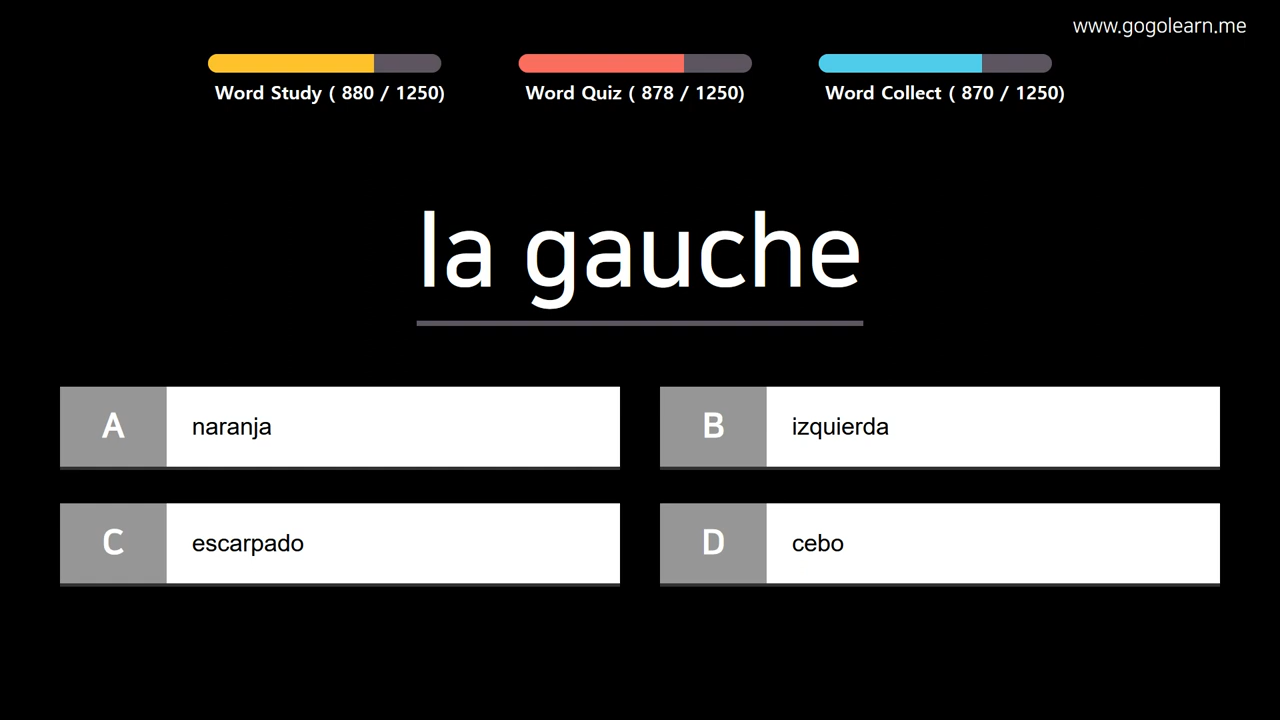 www.gogolearn.me
Word Study ( 880 / 1250)
Word Quiz ( 878 / 1250)
Word Collect ( 870 / 1250)
la gauche
A naranja
B izquierda
C escarpado
D cebo